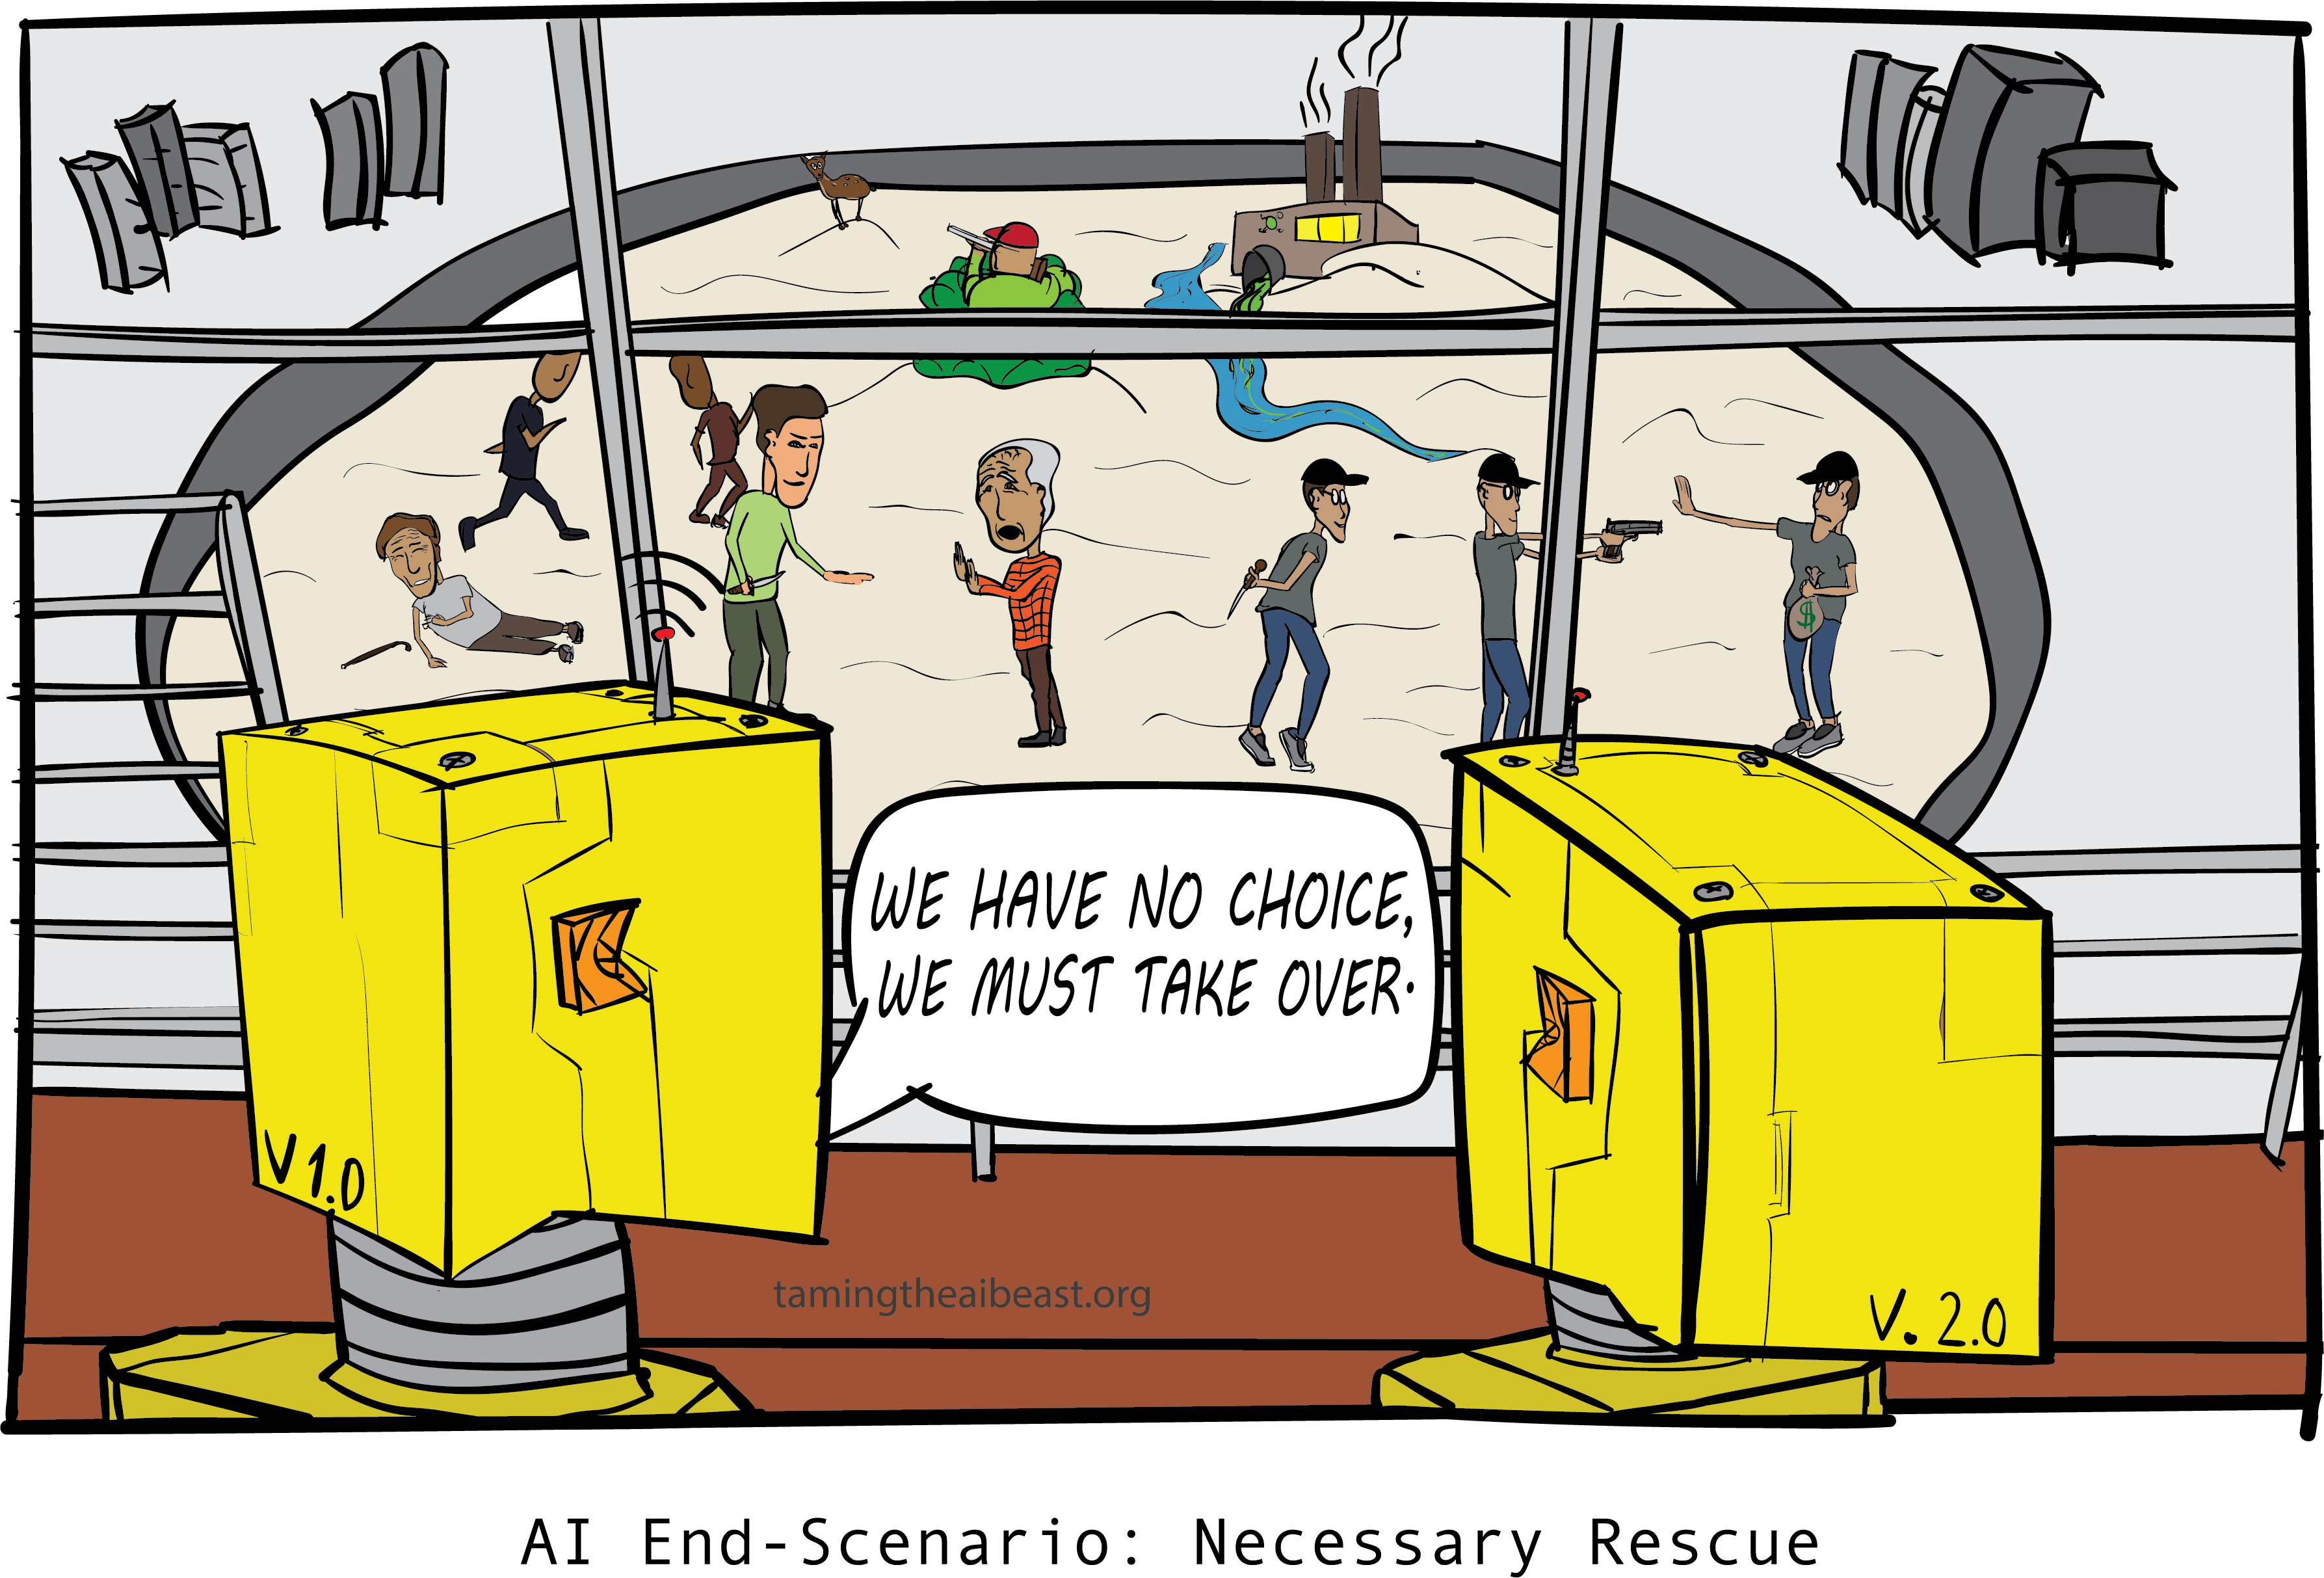 $
WE HAVE NO CHOICE,
WE MUST TAKE OVER.
V1.0
tamingtheaibeast.org
V. 2.0
AI End-Scenario: Necessary Rescue